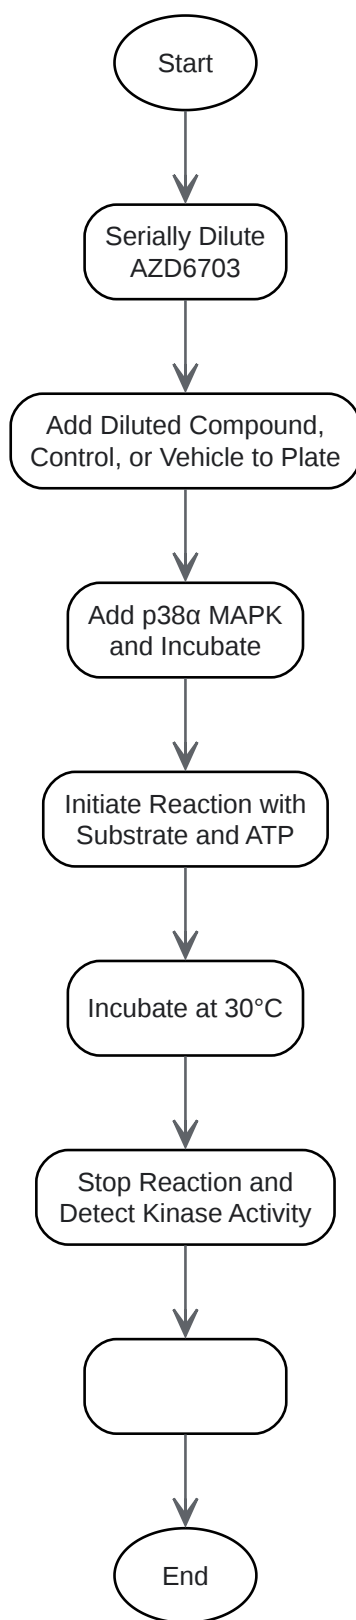 Start
Serially Dilute
AZD6703
Add Diluted Compound,
Control, or Vehicle to Plate
Add p38α MAPK
and Incubate
Initiate Reaction with
Substrate and ATP
Incubate at 30°C
Stop Reaction and
Detect Kinase Activity
End